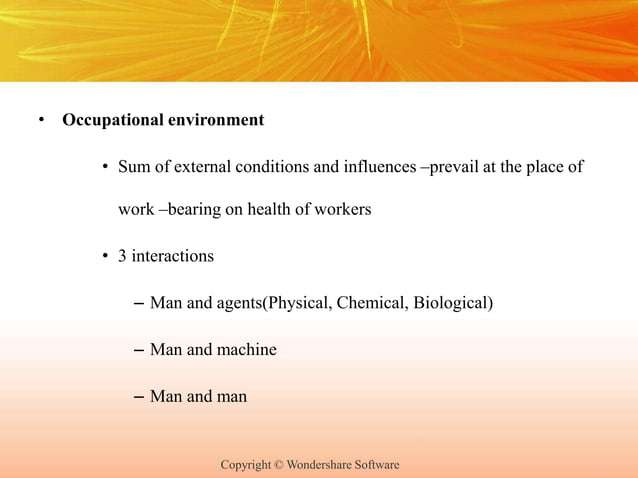 • Occupational environment
• Sum of external conditions and influences –prevail at the place of
work –bearing on health of workers
• 3 interactions
– Man and agents(Physical, Chemical, Biological)
– Man and machine
– Man and man
Copyright © Wondershare Software